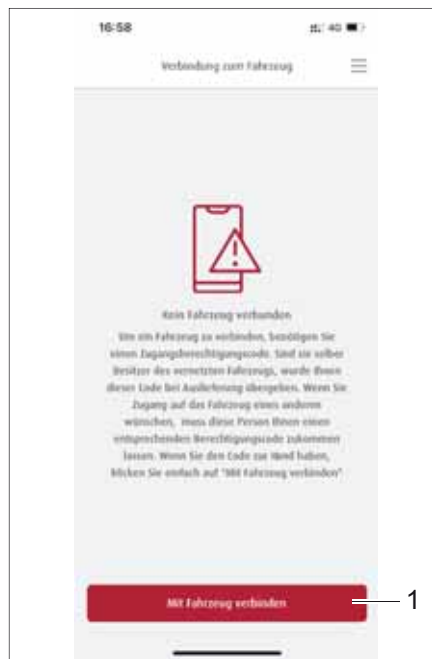 16:58
4G
Verbindung zum Fahrzeug
Kein Fahrzeug verbunden
Um ein Fahrzeug zu verbinden, benötigen Sie
einen Zugangsberechtigungscode. Sind sie selber
Besitzer des vernetzten Fahrzeugs, wurde Ihnen
dieser Code bei Auslieferung übergeben. Wenn Sie
Zugang auf das Fahrzeug eines anderen
wünschen, muss diese Person Ihnen einen
entsprechenden Berechtigungscode zukommen
lassen. Wenn Sie den Code zur Hand haben,
klicken Sie einfach auf "Mit Fahrzeug verbinden"
Mit Fahrzeug verbinden
1